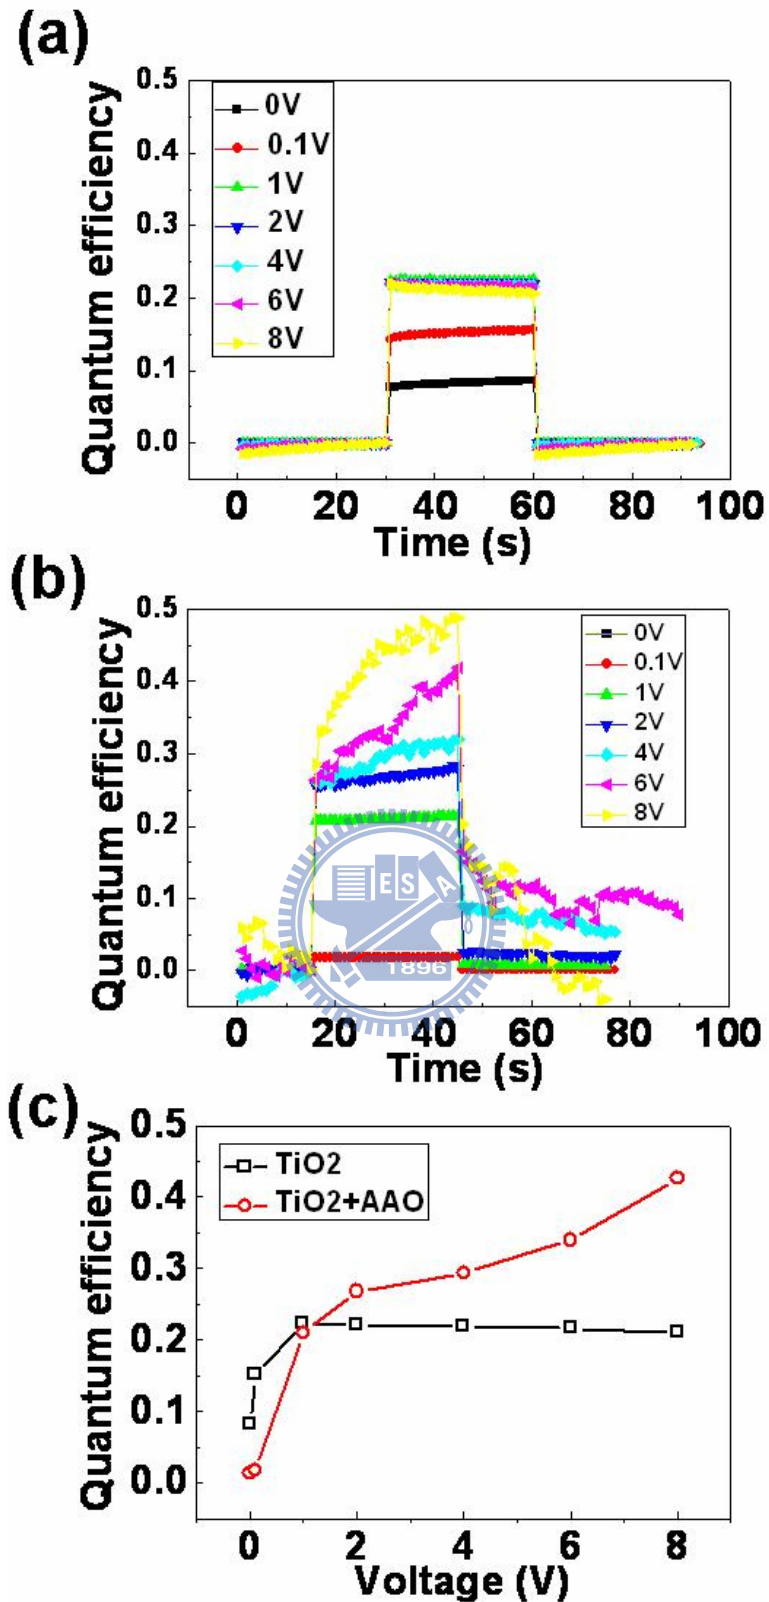 (a)
0.5
0.4
0.3
0.2
0.1
0.0
Quantum efficiency
0V
0.1V
1V
2V
4V
6V
8V
0 20 40 60 80 100
Time (s)
(b)
0.5
0.4
0.3
0.2
0.1
0.0
Quantum efficiency
0V
0.1V
1V
2V
4V
6V
8V
ESA
1896
0 20 40 60 80 100
Time (s)
(c)
0.5
0.4
0.3
0.2
0.1
0.0
Quantum efficiency
TiO2
TiO2+AAO
0 2 4 6 8
Voltage (V)